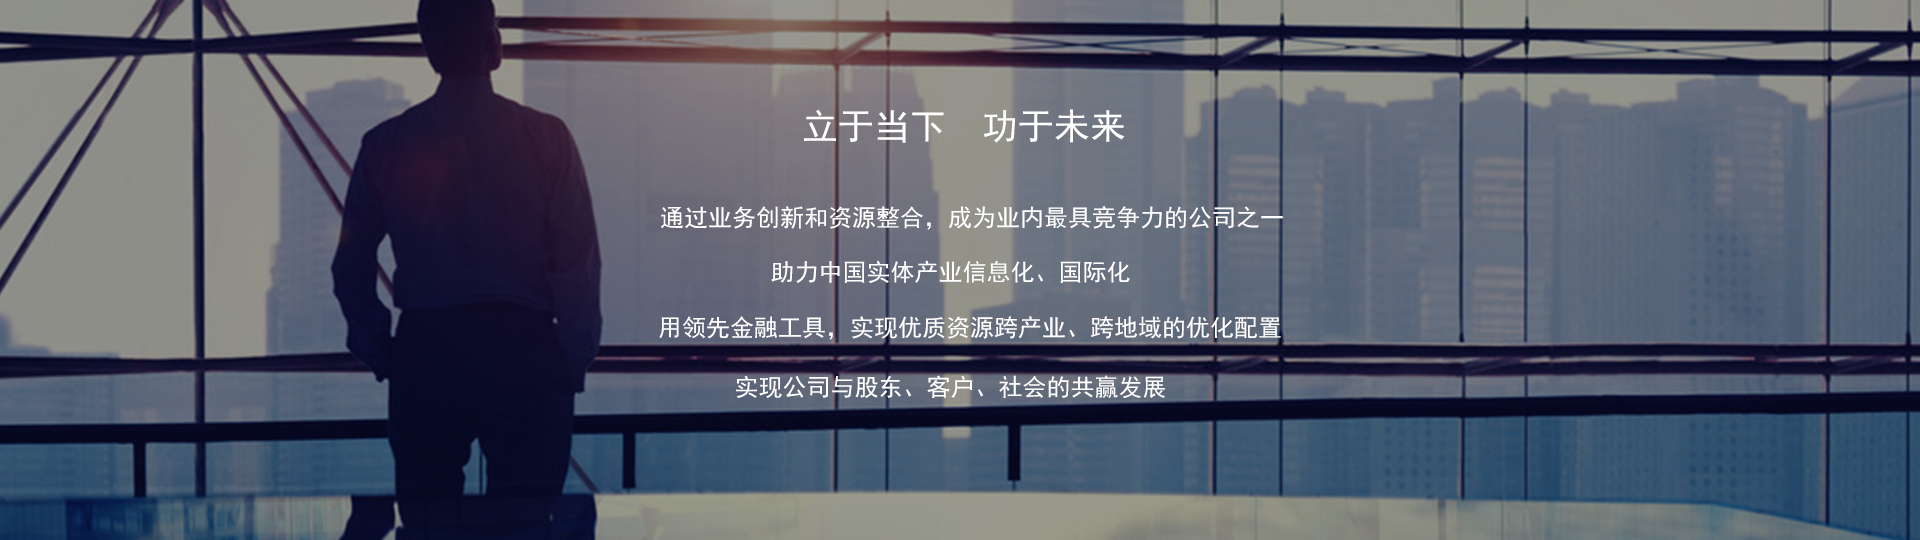 立于当下　功于未来
通过业务创新和资源整合，成为业内最具竞争力的公司之一
助力中国实体产业信息化、国际化
用领先金融工具，实现优质资源跨产业、跨地域的优化配置
实现公司与股东、客户、社会的共赢发展